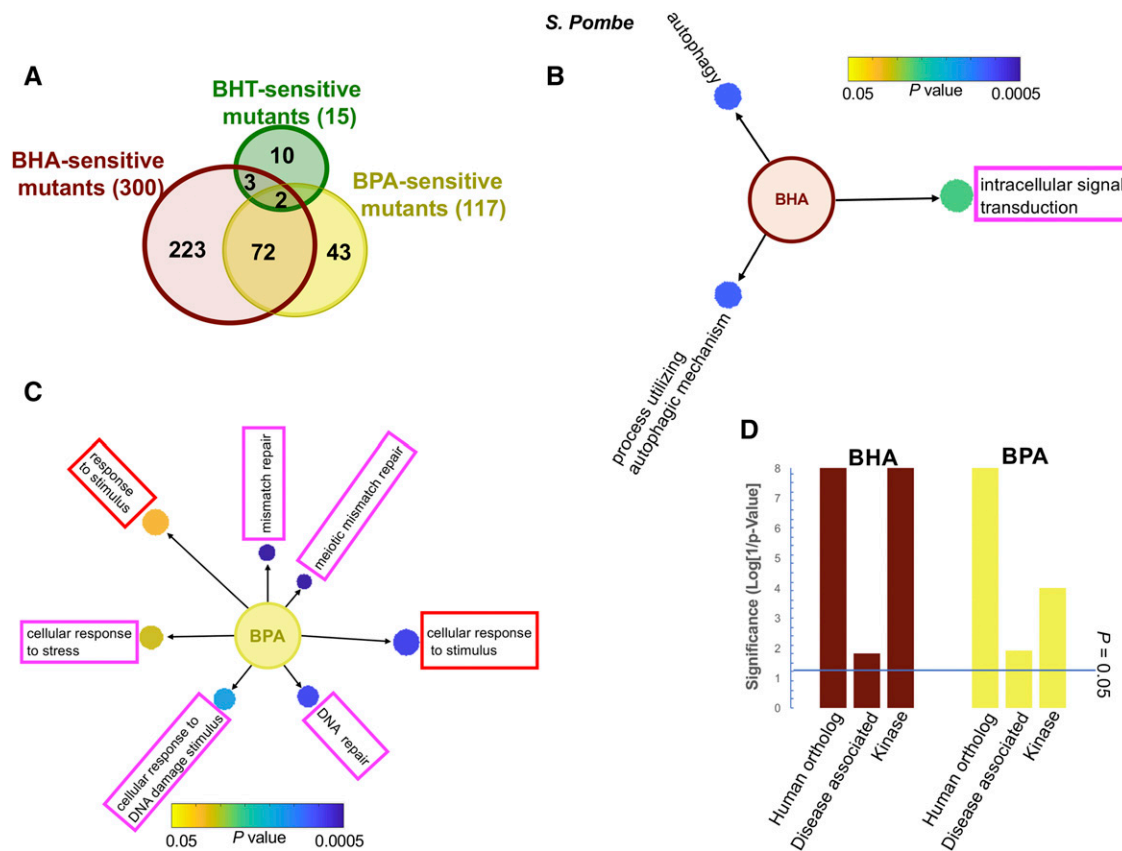 S. Pombe
A
BHT-sensitive
mutants (15)
BHA-sensitive
mutants (300)
BPA-sensitive
mutants (117)
10
3
2
223
72
43
B
autophagy
0.05
P value
0.0005
BHA
intracellular signal
transduction
process utilizing
autophagic mechanism
C
response
to stimulus
mismatch repair
meiotic mismatch repair
cellular response
to stress
BPA
cellular response
to stimulus
cellular response to
DNA damage stimulus
DNA repair
0.05
P value
0.0005
D
BHA
BPA
Significance (Log[1/p-Value)
8
7
6
5
4
3
2
1
0
P = 0.05
Human ortholog
Disease associated
Kinase
Human ortholog
Disease associated
Kinase